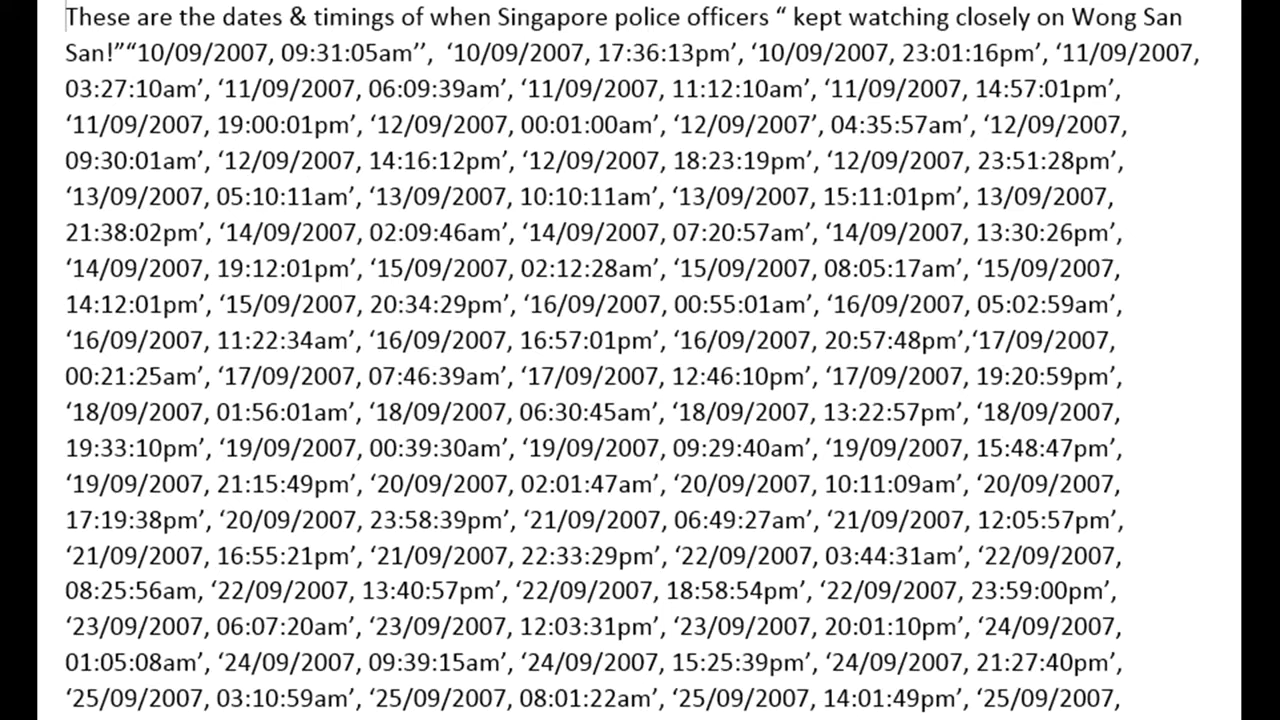 These are the dates & timings of when Singapore police officers “ kept watching closely on Wong San
San!”“10/09/2007, 09:31:05am’’, ‘10/09/2007, 17:36:13pm’, ‘10/09/2007, 23:01:16pm’, ‘11/09/2007,
03:27:10am’, ‘11/09/2007, 06:09:39am’, ‘11/09/2007, 11:12:10am’, ‘11/09/2007, 14:57:01pm’,
‘11/09/2007, 19:00:01pm’, ‘12/09/2007, 00:01:00am’, ‘12/09/2007’, 04:35:57am’, ‘12/09/2007,
09:30:01am’, ‘12/09/2007, 14:16:12pm’, ‘12/09/2007, 18:23:19pm’, ‘12/09/2007, 23:51:28pm’,
‘13/09/2007, 05:10:11am’, ‘13/09/2007, 10:10:11am’, ‘13/09/2007, 15:11:01pm’, 13/09/2007,
21:38:02pm’, ‘14/09/2007, 02:09:46am’, ‘14/09/2007, 07:20:57am’, ‘14/09/2007, 13:30:26pm’,
‘14/09/2007, 19:12:01pm’, ‘15/09/2007, 02:12:28am’, ‘15/09/2007, 08:05:17am’, ‘15/09/2007,
14:12:01pm’, ‘15/09/2007, 20:34:29pm’, ‘16/09/2007, 00:55:01am’, ‘16/09/2007, 05:02:59am’,
‘16/09/2007, 11:22:34am’, ‘16/09/2007, 16:57:01pm’, ‘16/09/2007, 20:57:48pm’,‘17/09/2007,
00:21:25am’, ‘17/09/2007, 07:46:39am’, ‘17/09/2007, 12:46:10pm’, ‘17/09/2007, 19:20:59pm’,
‘18/09/2007, 01:56:01am’, ‘18/09/2007, 06:30:45am’, ‘18/09/2007, 13:22:57pm’, ‘18/09/2007,
19:33:10pm’, ‘19/09/2007, 00:39:30am’, ‘19/09/2007, 09:29:40am’, ‘19/09/2007, 15:48:47pm’,
‘19/09/2007, 21:15:49pm’, ‘20/09/2007, 02:01:47am’, ‘20/09/2007, 10:11:09am’, ‘20/09/2007,
17:19:38pm’, ‘20/09/2007, 23:58:39pm’, ‘21/09/2007, 06:49:27am’, ‘21/09/2007, 12:05:57pm’,
‘21/09/2007, 16:55:21pm’, ‘21/09/2007, 22:33:29pm’, ‘22/09/2007, 03:44:31am’, ‘22/09/2007,
08:25:56am, ‘22/09/2007, 13:40:57pm’, ‘22/09/2007, 18:58:54pm’, ‘22/09/2007, 23:59:00pm’,
‘23/09/2007, 06:07:20am’, ‘23/09/2007, 12:03:31pm’, ‘23/09/2007, 20:01:10pm’, ‘24/09/2007,
01:05:08am’, ‘24/09/2007, 09:39:15am’, ‘24/09/2007, 15:25:39pm’, ‘24/09/2007, 21:27:40pm’,
‘25/09/2007, 03:10:59am’, ‘25/09/2007, 08:01:22am’, ‘25/09/2007, 14:01:49pm’, ‘25/09/2007,